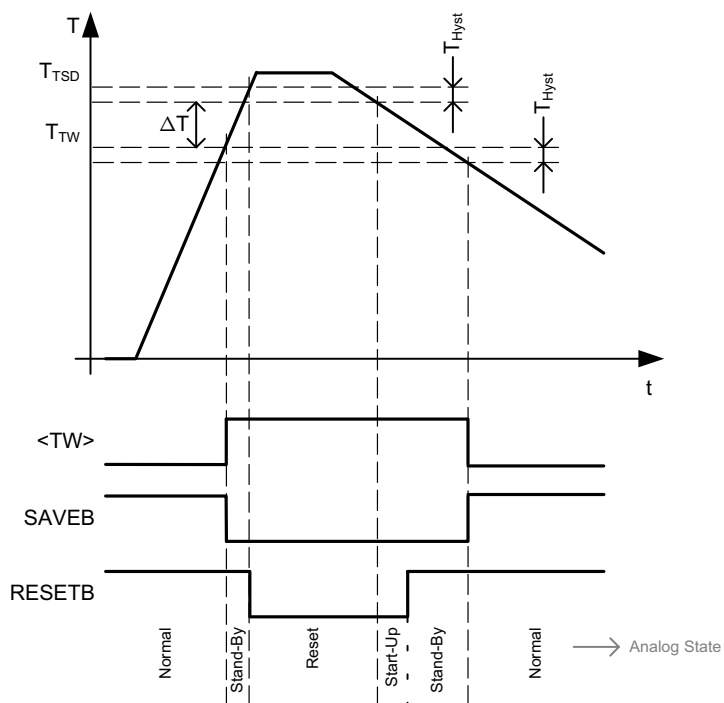 T
T_Hyst
T_TSD
T_Hyst
ΔT
T_TW
t
<TW>
SAVEB
RESETB
Normal
Stand-By
Reset
Start-Up
Stand-By
Normal
Analog State